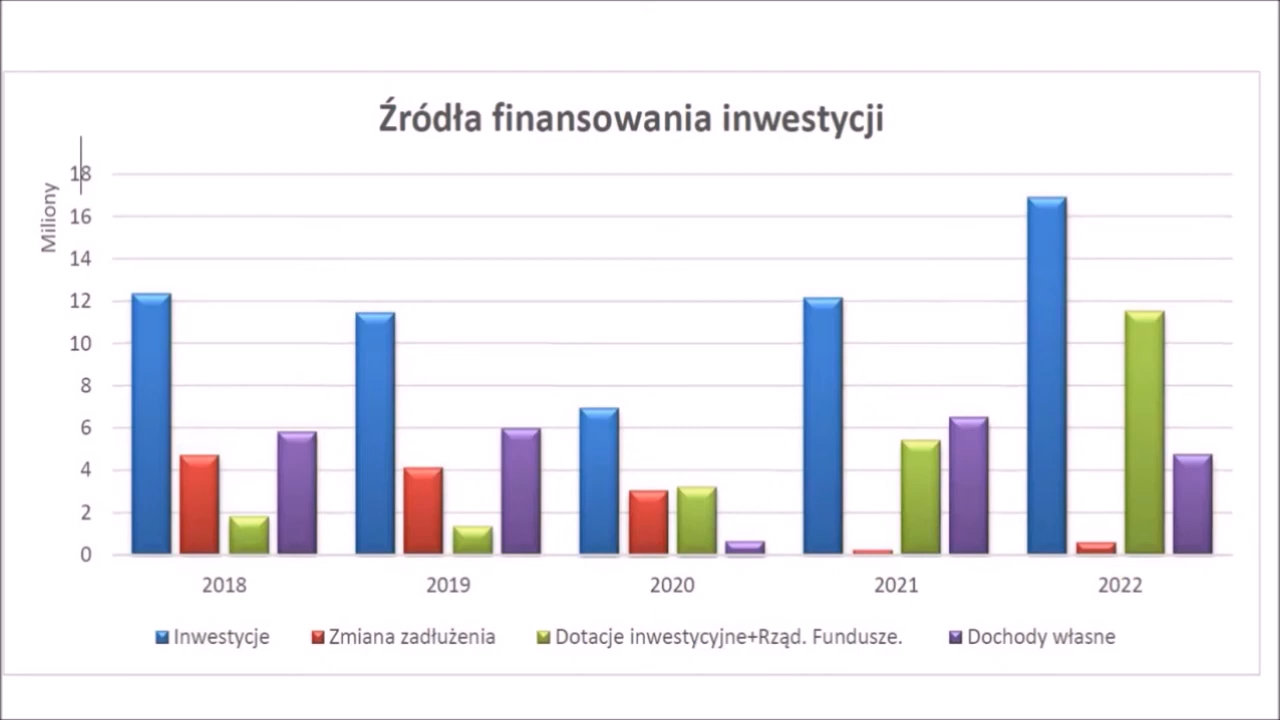 Źródła finansowania inwestycji
Miliony
18
16
14
12
10
8
6
4
2
0
2018 2019 2020 2021 2022
Inwestycje Zmiana zadłużenia Dotacje inwestycyjne+Rząd. Fundusze. Dochody własne